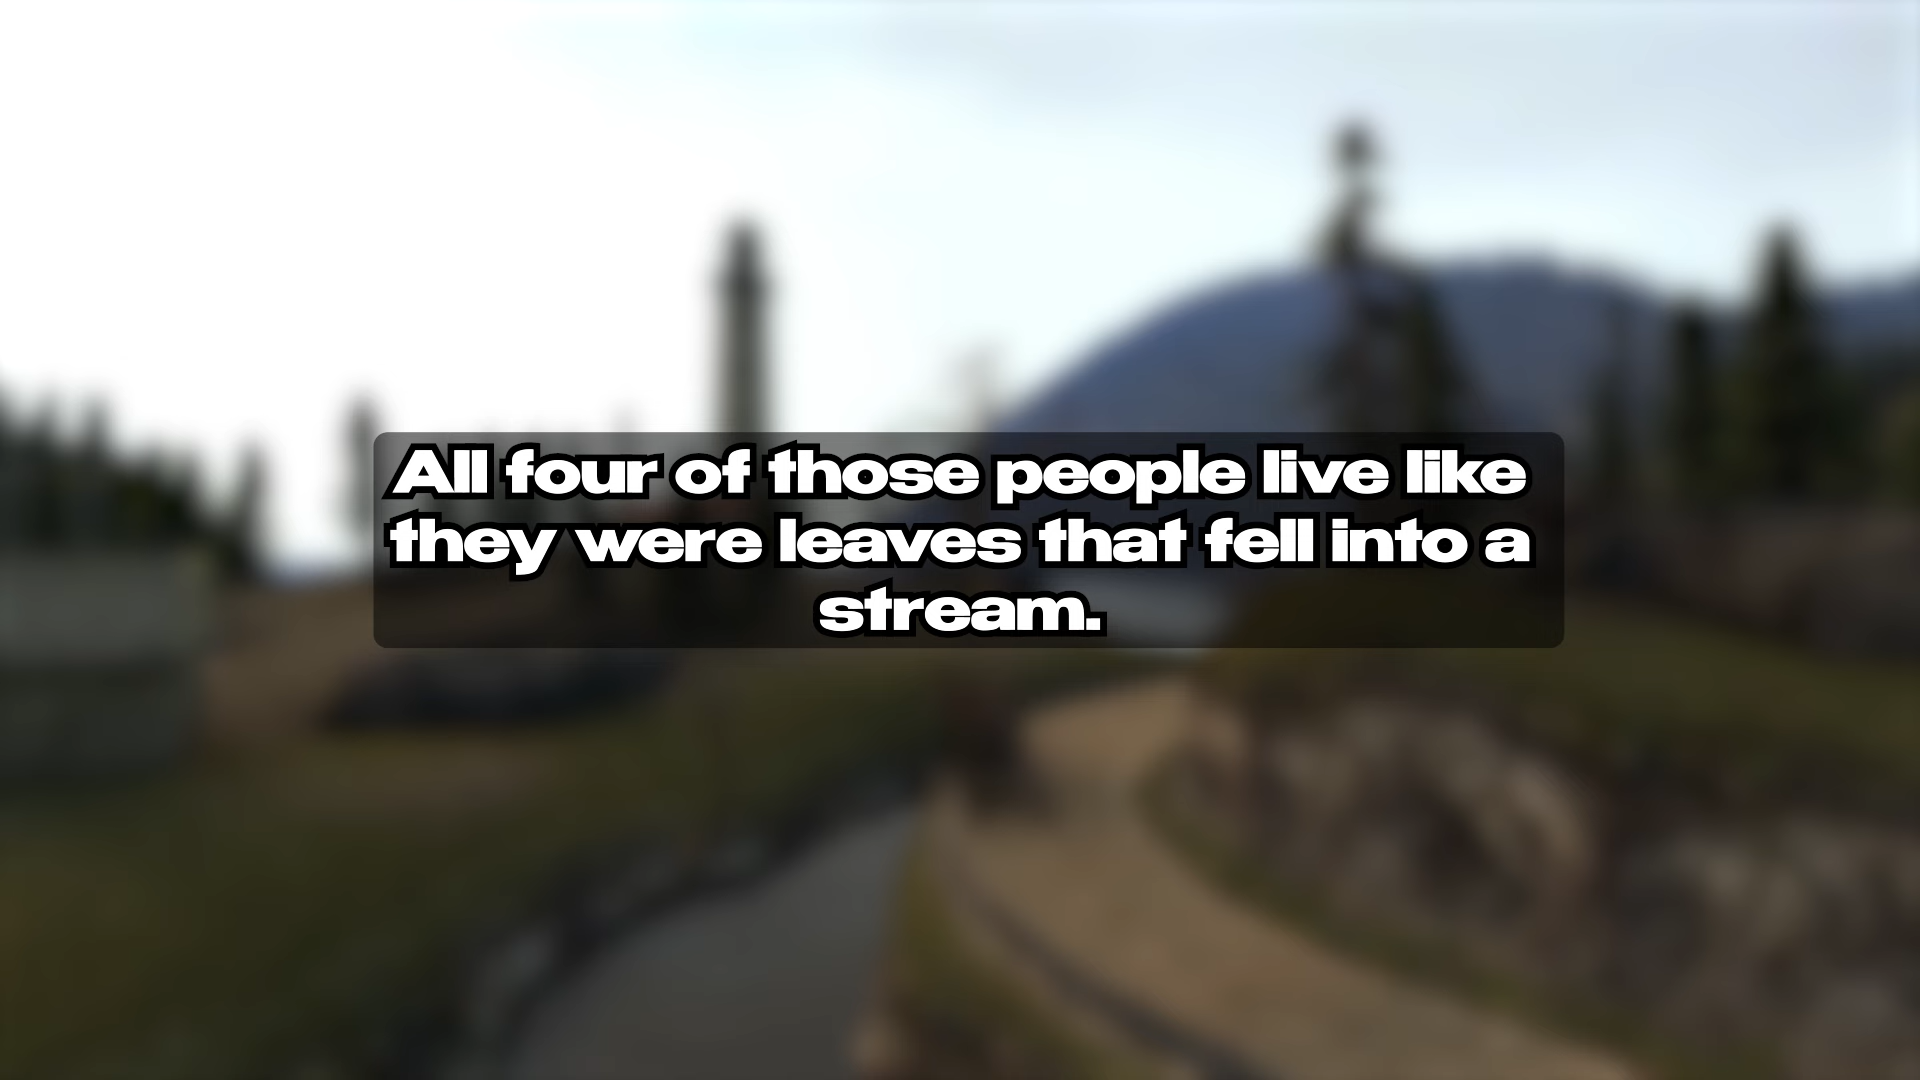 All four of those people live like
they were leaves that fell into a
stream.